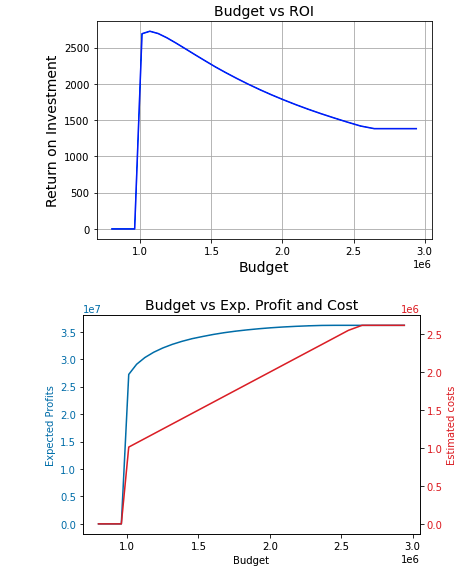 Budget vs ROI
Return on Investment
2500
2000
1500
1000
500
0
1.0
1.5
2.0
2.5
3.0
1e6
Budget
Budget vs Exp. Profit and Cost
1e7
1e6
Expected Profits
3.5
3.0
2.5
2.0
1.5
1.0
0.5
0.0
2.5
2.0
1.5
1.0
0.5
0.0
Estimated costs
1.0
1.5
2.0
2.5
3.0
1e6
Budget